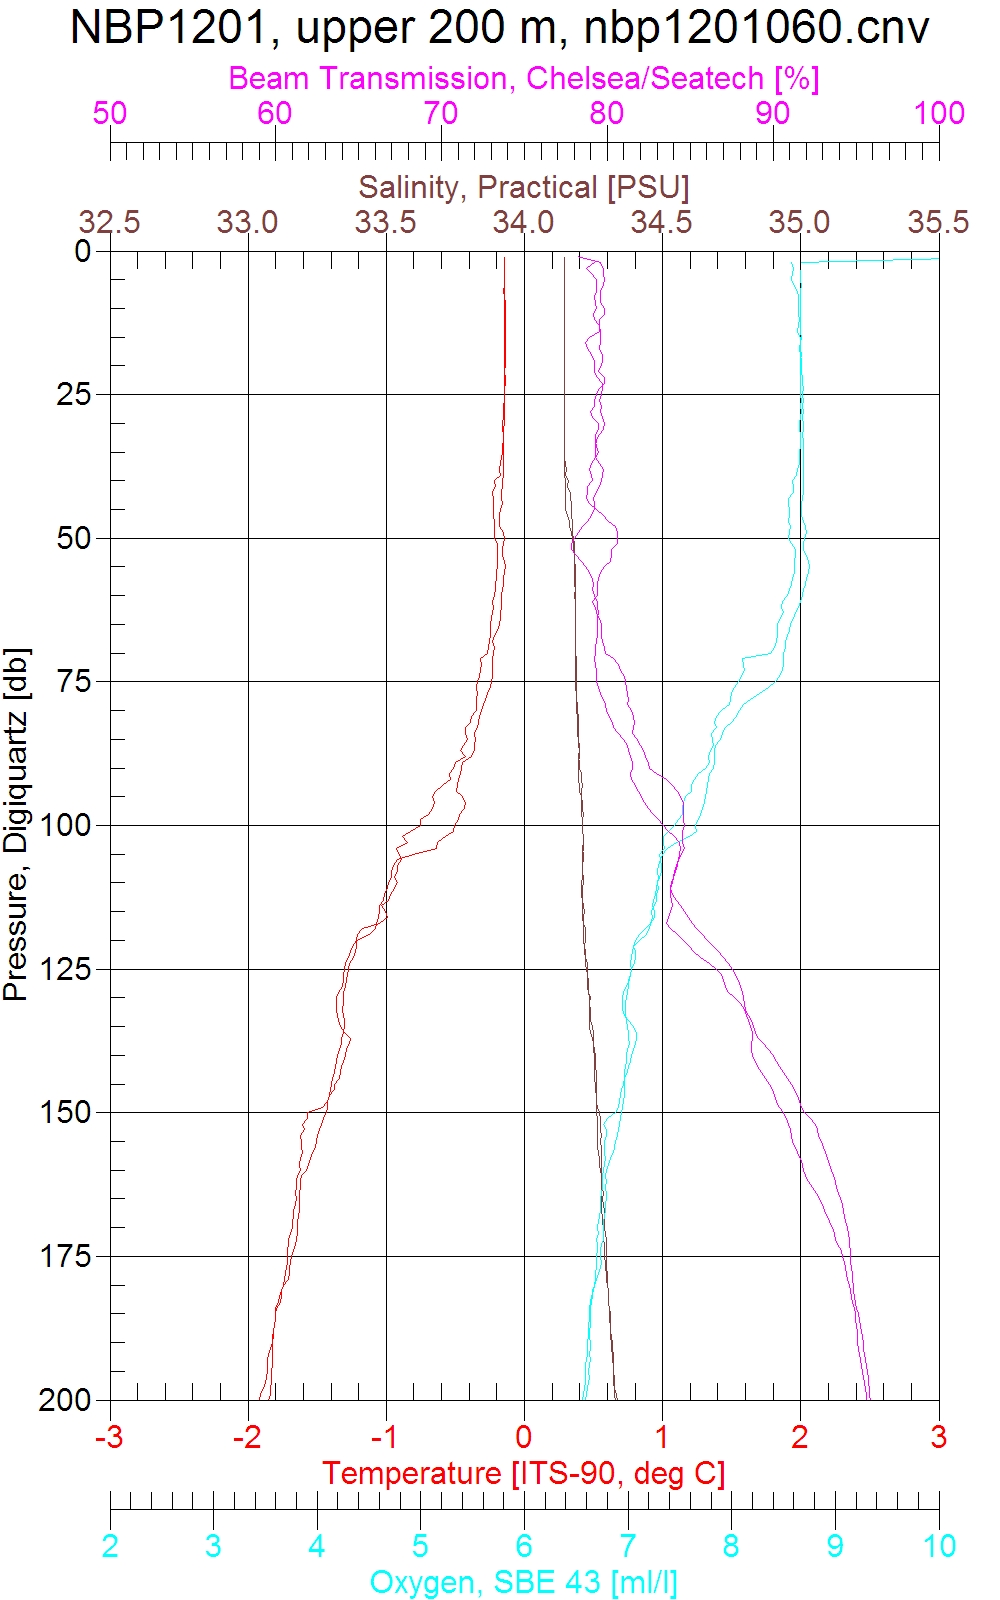 NBP1201, upper 200 m, nbp1201060.cnv
Beam Transmission, Chelsea/Seatech [%]
50 60 70 80 90 100
Salinity, Practical [PSU]
32.5 33.0 33.5 34.0 34.5 35.0 35.5
0
25
50
75
100
125
150
175
200
Pressure, Digiquartz [db]
-3 -2 -1 0 1 2 3
Temperature [ITS-90, deg C]
2 3 4 5 6 7 8 9 10
Oxygen, SBE 43 [ml/l]